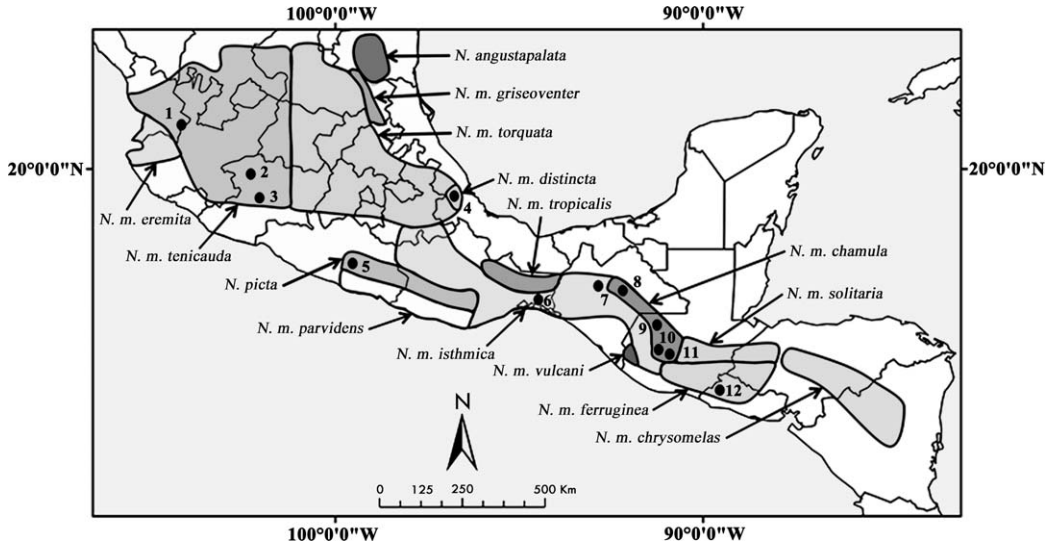 100°0'0"W
90°0'0"W
N. angustapalata
N. m. griseoventer
1
N. m. torquata
20°0'0"N
2
N. m. distincta
20°0'0"N
3
4
N. m. tropicalis
N. m. eremita
N. m. tenicauda
N. m. chamula
N. picta
5
8
7
N. m. solitaria
6
N. m. parvidens
9
10
N. m. isthmica
11
N. m. vulcani
12
N. m. ferruginea
N
N. m. chrysomelas
0 125 250 500 Km
100°0'0"W
90°0'0"W